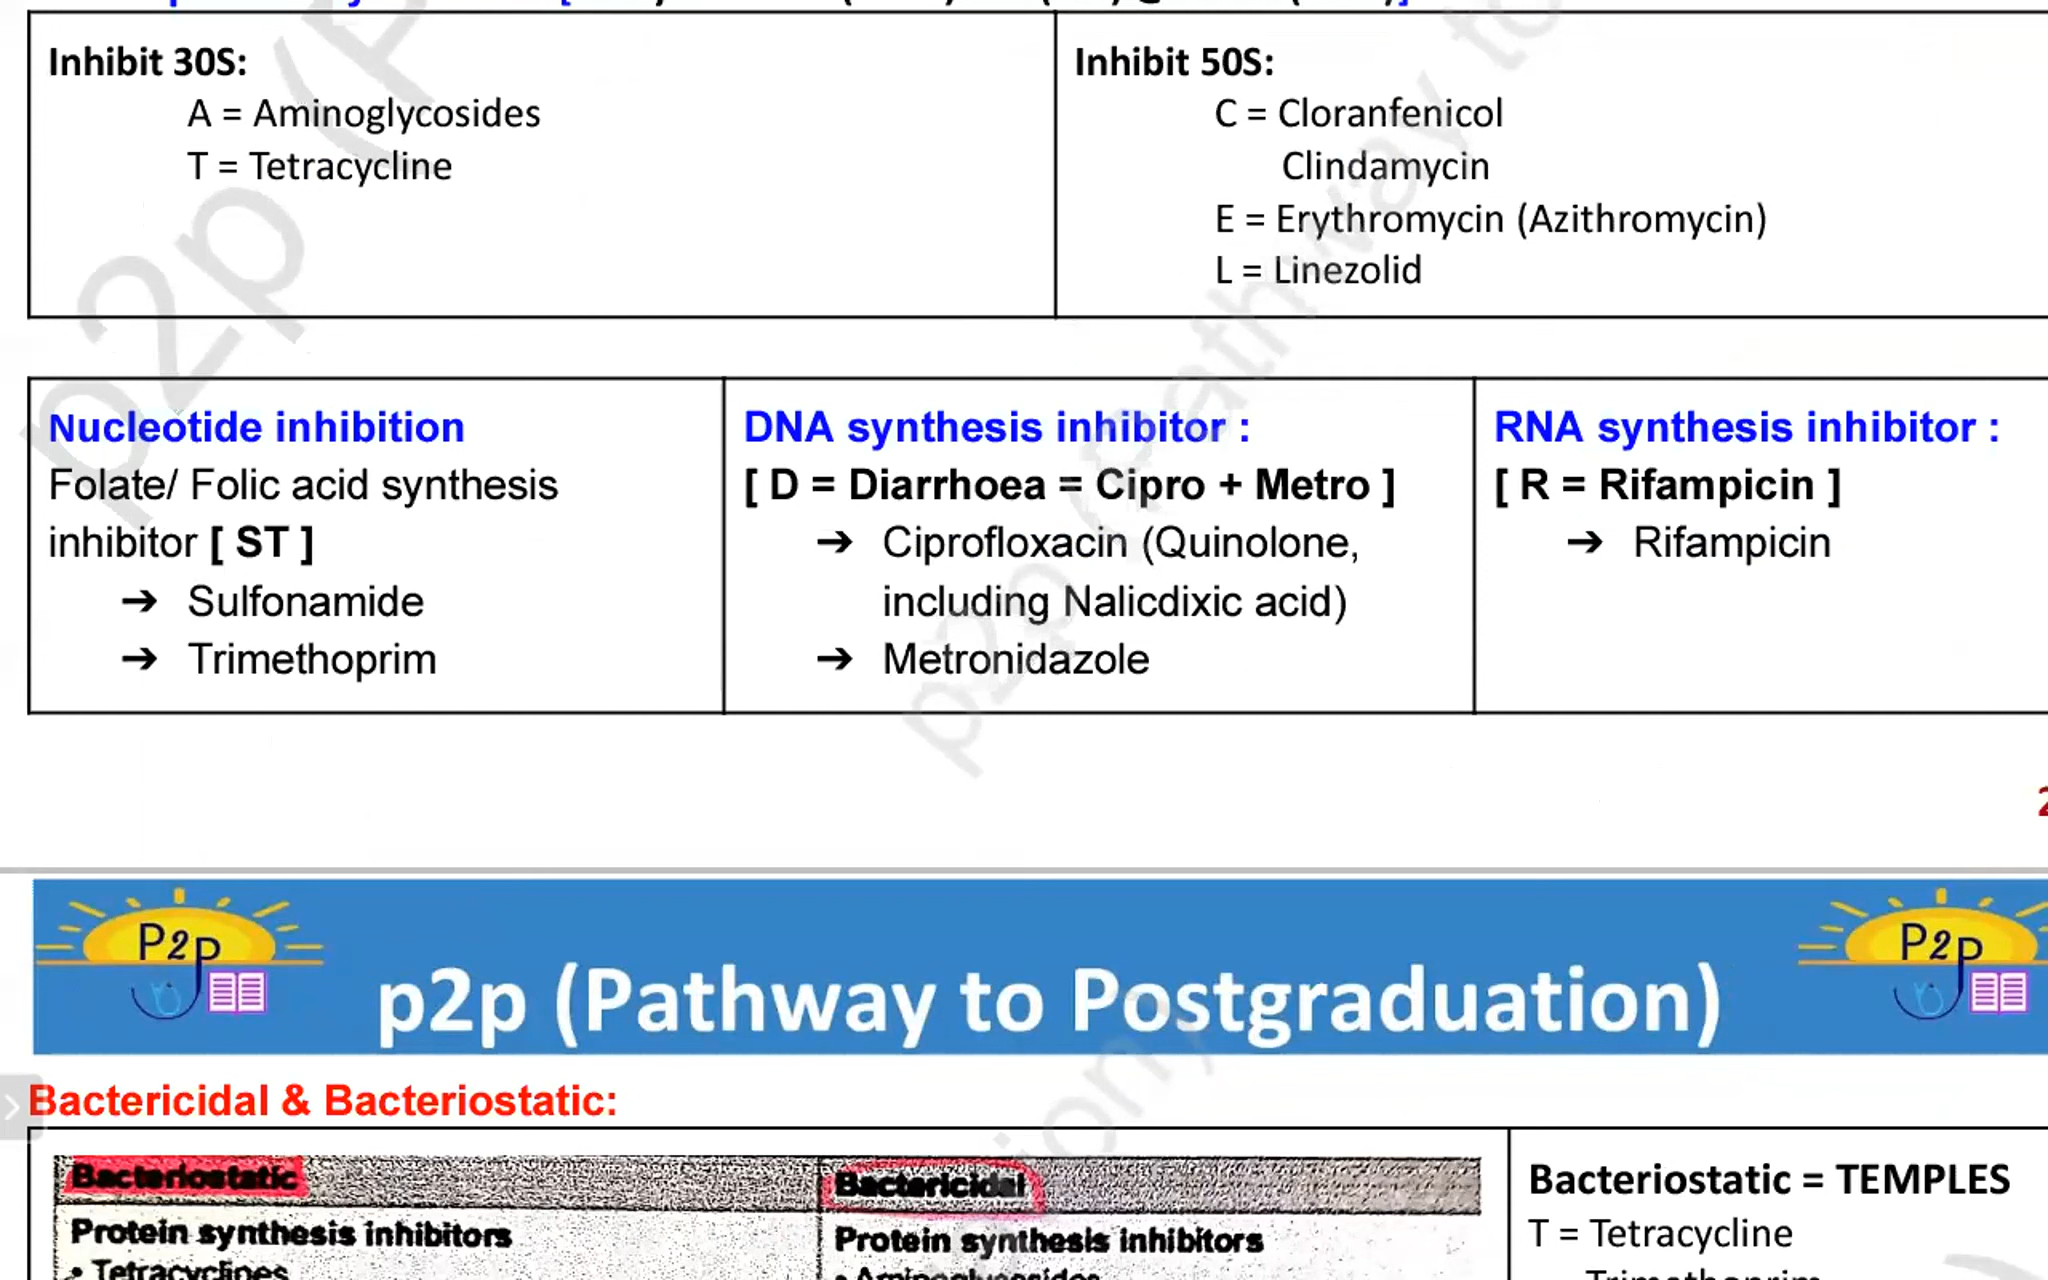 Inhibit 30S:
A = Aminoglycosides
T = Tetracycline
Inhibit 50S:
C = Cloranfenicol
Clindamycin
E = Erythromycin (Azithromycin)
L = Linezolid
Nucleotide inhibition
Folate/ Folic acid synthesis
inhibitor [ ST ]
➔ Sulfonamide
➔ Trimethoprim
DNA synthesis inhibitor :
[ D = Diarrhoea = Cipro + Metro ]
➔ Ciprofloxacin (Quinolone,
including Nalicdixic acid)
➔ Metronidazole
RNA synthesis inhibitor :
[ R = Rifampicin ]
➔ Rifampicin
P2p
p2p (Pathway to Postgraduation)
P2p
Bactericidal & Bacteriostatic:
Bacteriostatic
Protein synthesis inhibitors
• Tetracyclines
Bactericidal
Protein synthesis inhibitors
• Aminoglycosides
Bacteriostatic = TEMPLES
T = Tetracycline
Trimethoprim